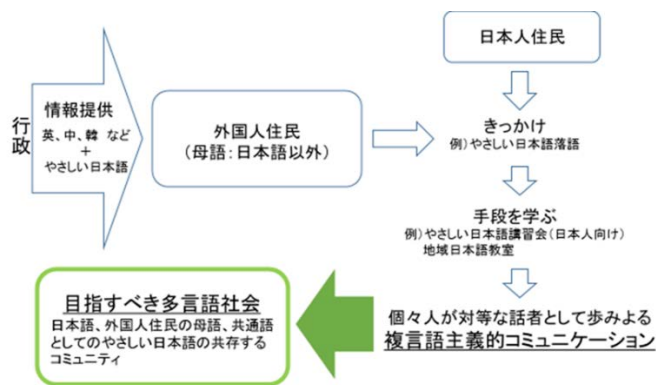 行政
情報提供
英、中、韓 など
+
やさしい日本語
外国人住民
(母語:日本語以外)
日本人住民
きっかけ
例)やさしい日本語落語
手段を学ぶ
例)やさしい日本語講習会(日本人向け)
地域日本語教室
個々人が対等な話者として歩みよる
複言語主義的コミュニケーション
目指すべき多言語社会
日本語、外国人住民の母語、共通語
としてのやさしい日本語の共存する
コミュニティ